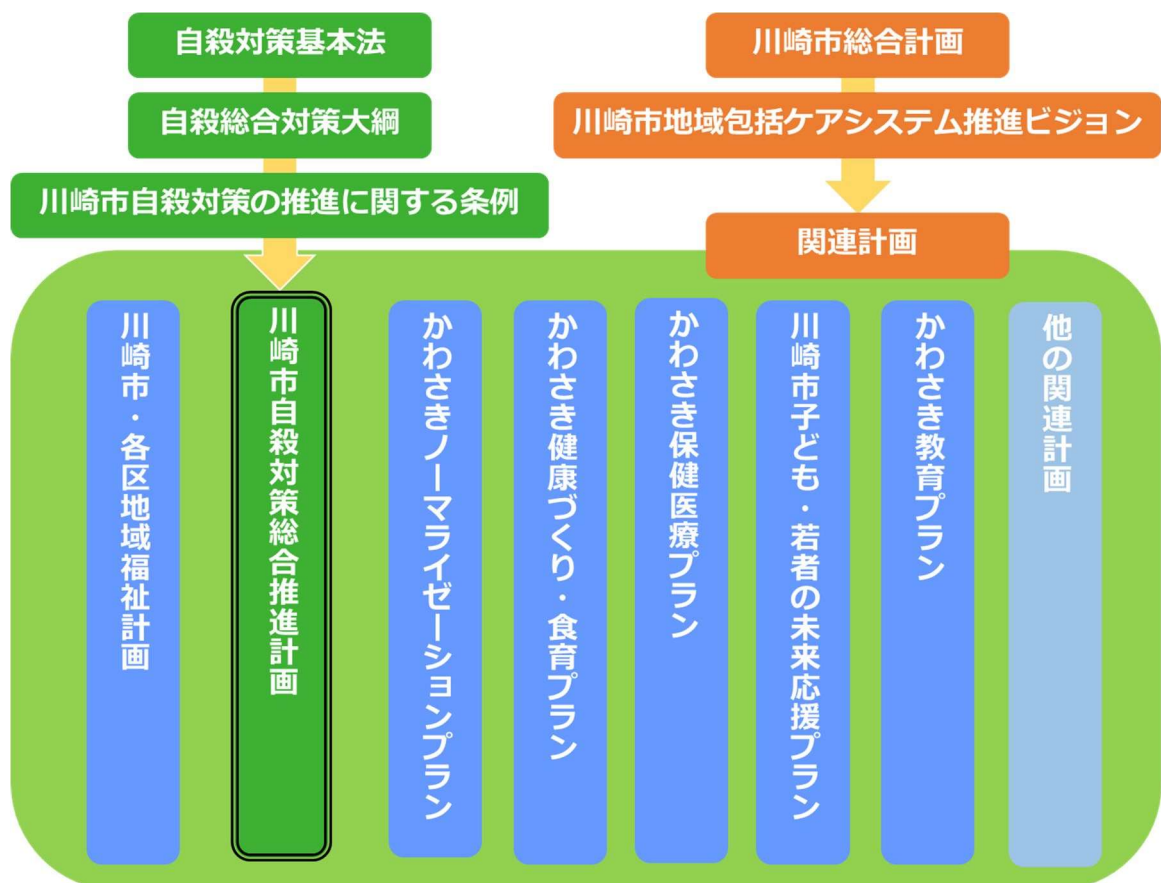 自殺対策基本法
自殺総合対策大綱
川崎市自殺対策の推進に関する条例
川崎市総合計画
川崎市地域包括ケアシステム推進ビジョン
関連計画
川崎市・各区地域福祉計画
川崎市自殺対策総合推進計画
かわさきノーマライゼーションプラン
かわさき健康づくり・食育プラン
かわさき保健医療プラン
川崎市子ども・若者の未来応援プラン
かわさき教育プラン
他の関連計画